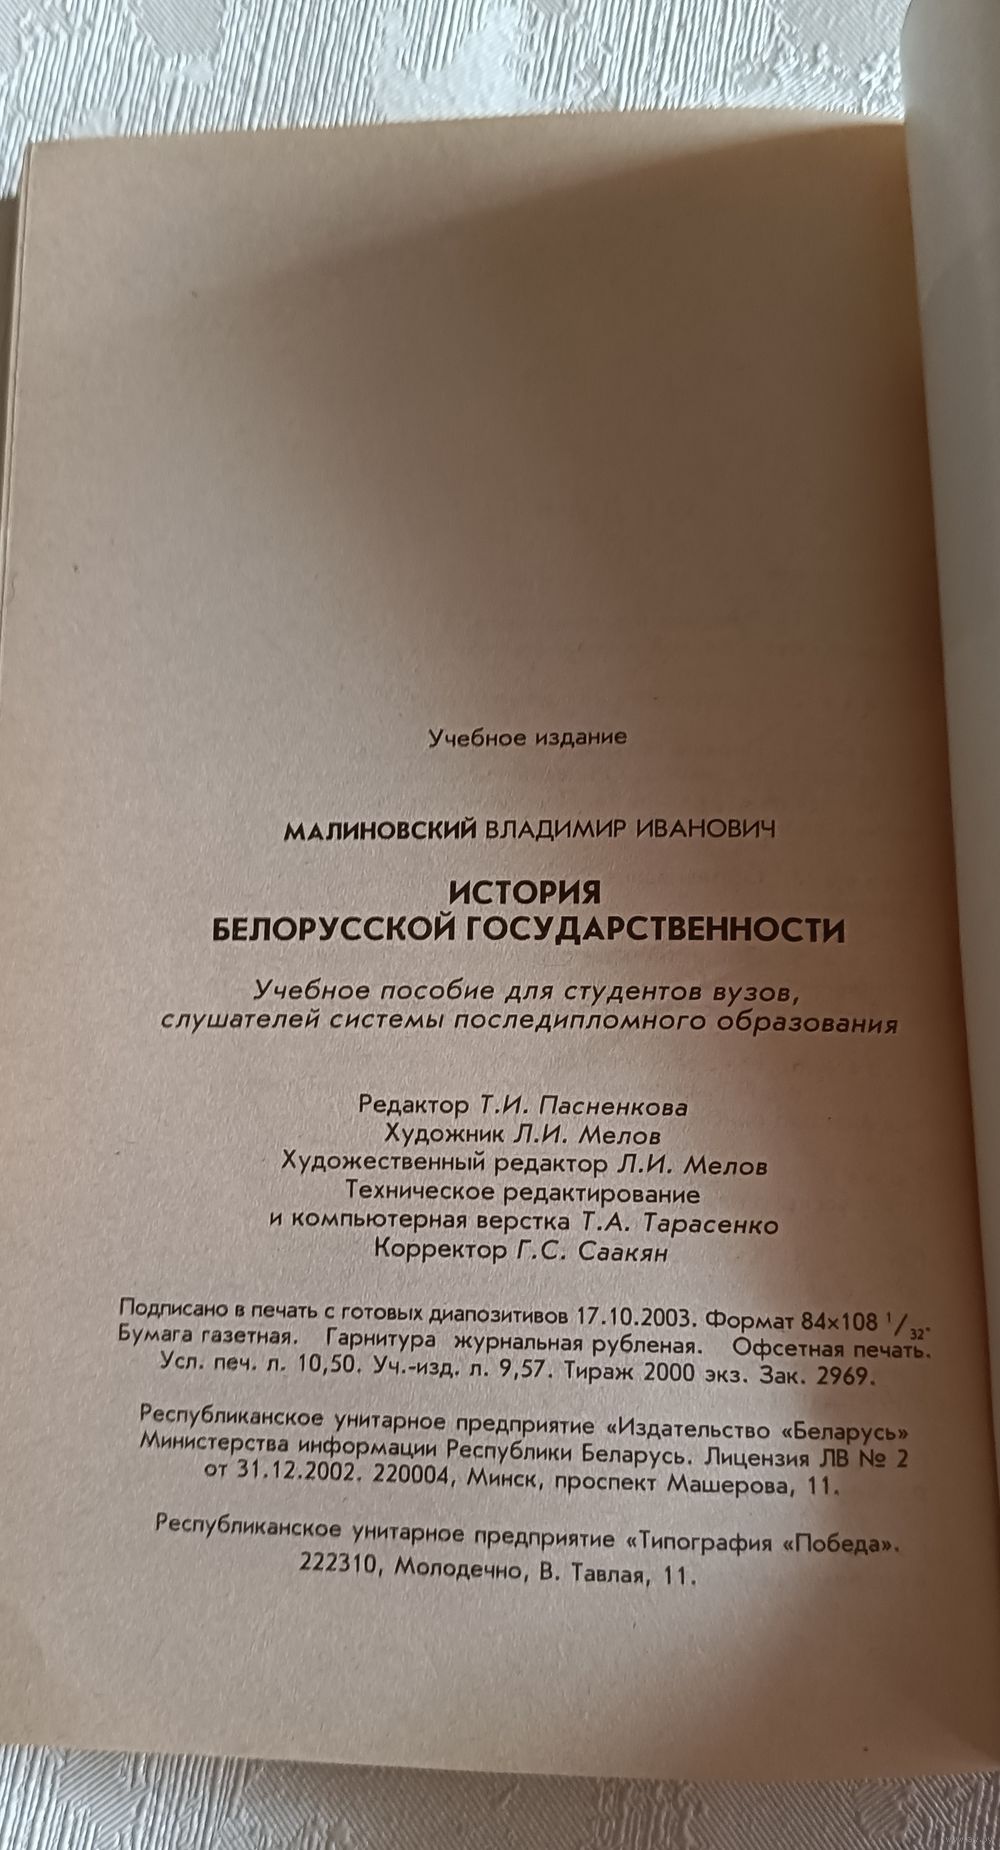 Учебное издание
МАЛИНОВСКИЙ ВЛАДИМИР ИВАНОВИЧ
ИСТОРИЯ
БЕЛОРУССКОЙ ГОСУДАРСТВЕННОСТИ
Учебное пособие для студентов вузов,
слушателей системы последипломного образования
Редактор Т.И. Пасненкова
Художник Л.И. Мелов
Художественный редактор Л.И. Мелов
Техническое редактирование
и компьютерная верстка Т.А. Тарасенко
Корректор Г.С. Саакян
Подписано в печать с готовых диапозитивов 17.10.2003. Формат 84×108 1/32.
Бумага газетная. Гарнитура журнальная рубленая. Офсетная печать.
Усл. печ. л. 10,50. Уч.-изд. л. 9,57. Тираж 2000 экз. Зак. 2969.
Республиканское унитарное предприятие «Издательство «Беларусь»
Министерства информации Республики Беларусь. Лицензия ЛВ № 2
от 31.12.2002. 220004, Минск, проспект Машерова, 11.
Республиканское унитарное предприятие «Типография «Победа».
222310, Молодечно, В. Тавлая, 11.